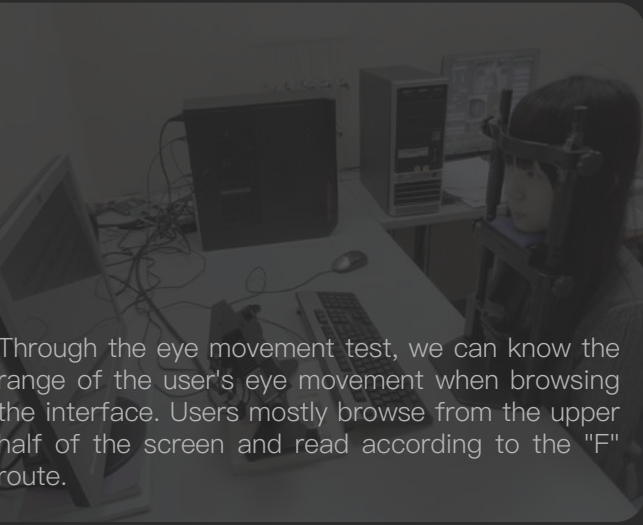 Through the eye movement test, we can know the
range of the user's eye movement when browsing
the interface. Users mostly browse from the upper
half of the screen and read according to the "F"
route.